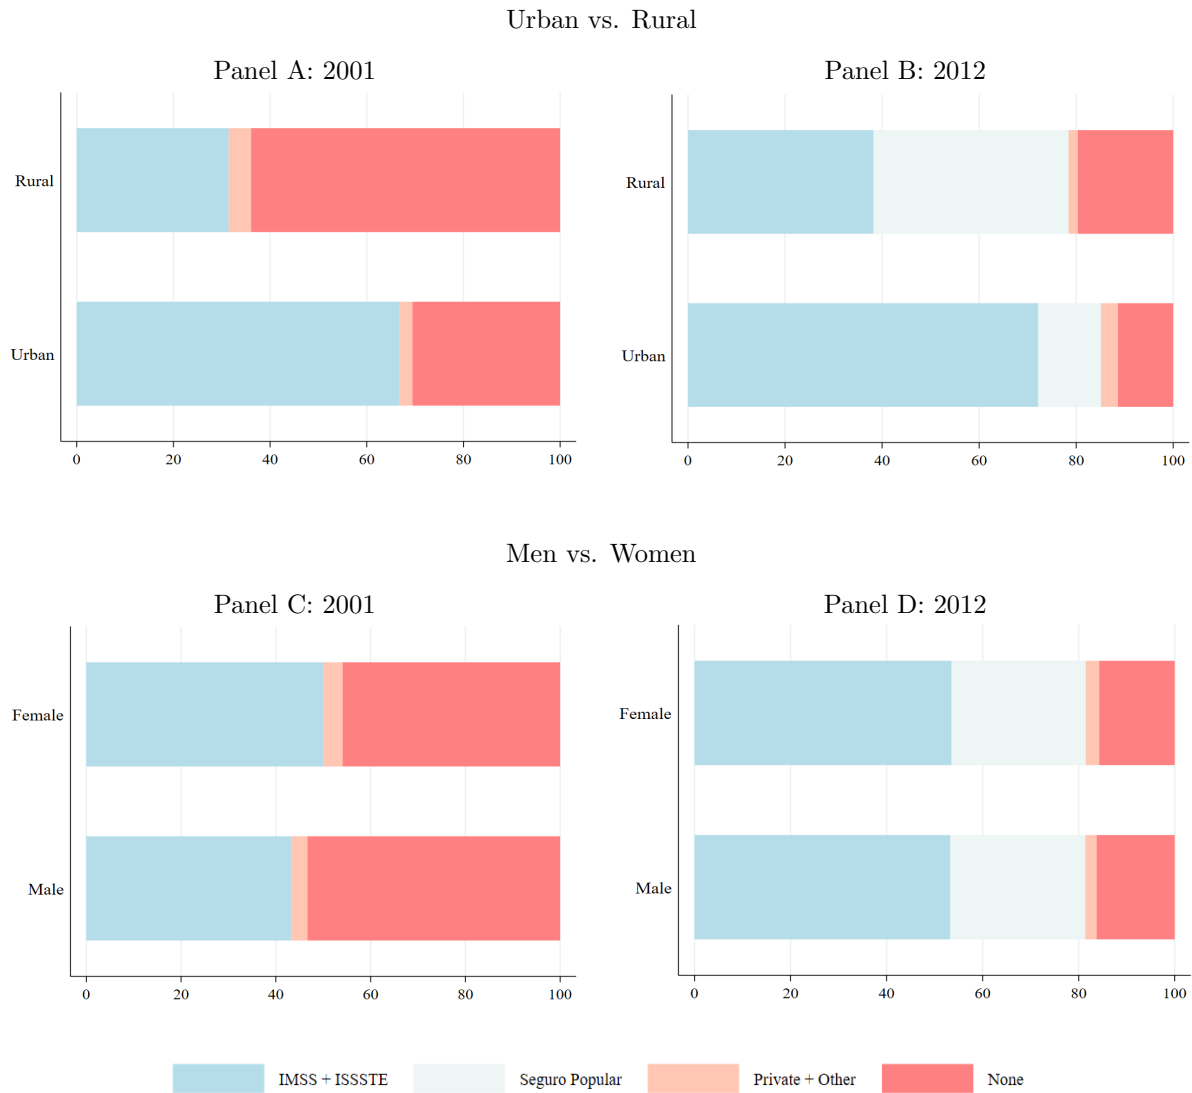 Urban vs. Rural
Panel A: 2001
Rural
Urban
0 20 40 60 80 100
Panel B: 2012
Rural
Urban
0 20 40 60 80 100
Men vs. Women
Panel C: 2001
Female
Male
0 20 40 60 80 100
Panel D: 2012
Female
Male
0 20 40 60 80 100
IMSS + ISSSTE Seguro Popular Private + Other None